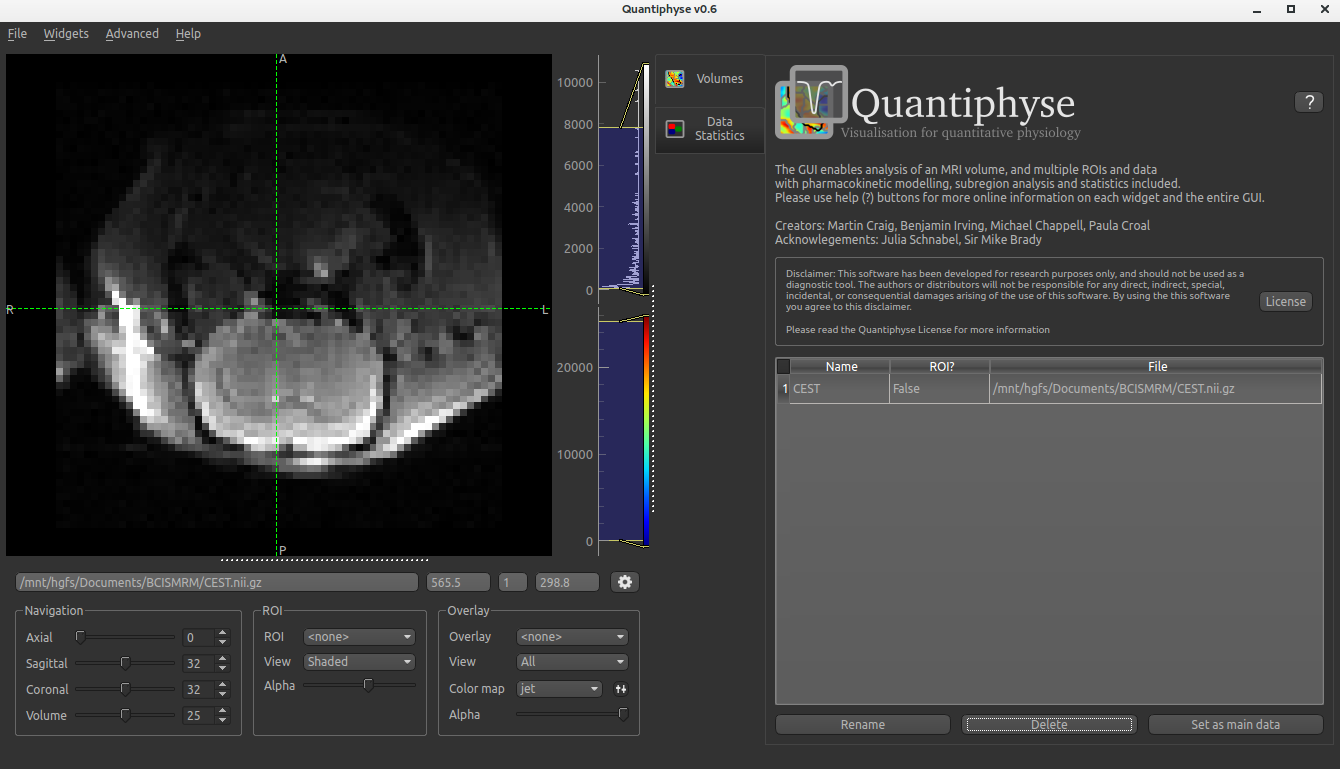 Quantiphyse v0.6
File Widgets Advanced Help
A
R
L
P
10000
8000
6000
4000
2000
0
20000
10000
0
Volumes
Data
Statistics
Quantiphyse
Visualisation for quantitative physiology
?
The GUI enables analysis of an MRI volume, and multiple ROIs and data
with pharmacokinetic modelling, subregion analysis and statistics included.
Please use help (?) buttons for more online information on each widget and the entire GUI.
Creators: Martin Craig, Benjamin Irving, Michael Chappell, Paula Croal
Acknowlegements: Julia Schnabel, Sir Mike Brady
Disclaimer: This software has been developed for research purposes only, and should not be used as a
diagnostic tool. The authors or distributors will not be responsible for any direct, indirect, special,
incidental, or consequential damages arising of the use of this software. By using the this software
you agree to this disclaimer.
Please read the Quantiphyse License for more information
License
Name ROI? File
1 CEST False /mnt/hgfs/Documents/BCISMRM/CEST.nii.gz
Rename Delete Set as main data
/mnt/hgfs/Documents/BCISMRM/CEST.nii.gz 565.5 1 298.8
Navigation
Axial 0
Sagittal 32
Coronal 32
Volume 25
ROI
ROI <none>
View Shaded
Alpha
Overlay
Overlay <none>
View All
Color map jet
Alpha